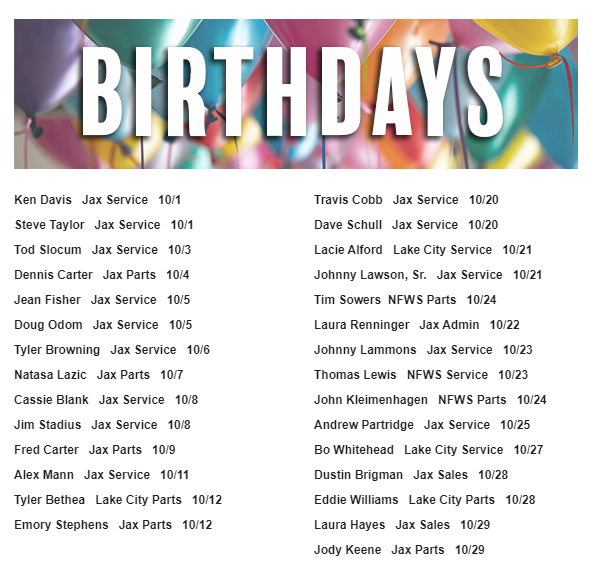 BIRTHDAYS
Ken Davis Jax Service 10/1
Steve Taylor Jax Service 10/1
Tod Slocum Jax Service 10/3
Dennis Carter Jax Parts 10/4
Jean Fisher Jax Service 10/5
Doug Odom Jax Service 10/5
Tyler Browning Jax Service 10/6
Natasa Lazic Jax Parts 10/7
Cassie Blank Jax Service 10/8
Jim Stadius Jax Service 10/8
Fred Carter Jax Parts 10/9
Alex Mann Jax Service 10/11
Tyler Bethea Lake City Parts 10/12
Emory Stephens Jax Parts 10/12
Travis Cobb Jax Service 10/20
Dave Schull Jax Service 10/20
Lacie Alford Lake City Service 10/21
Johnny Lawson, Sr. Jax Service 10/21
Tim Sowers NFWS Parts 10/24
Laura Renninger Jax Admin 10/22
Johnny Lammons Jax Service 10/23
Thomas Lewis NFWS Service 10/23
John Kleimenhagen NFWS Parts 10/24
Andrew Partridge Jax Service 10/25
Bo Whitehead Lake City Service 10/27
Dustin Brigman Jax Sales 10/28
Eddie Williams Lake City Parts 10/28
Laura Hayes Jax Sales 10/29
Jody Keene Jax Parts 10/29